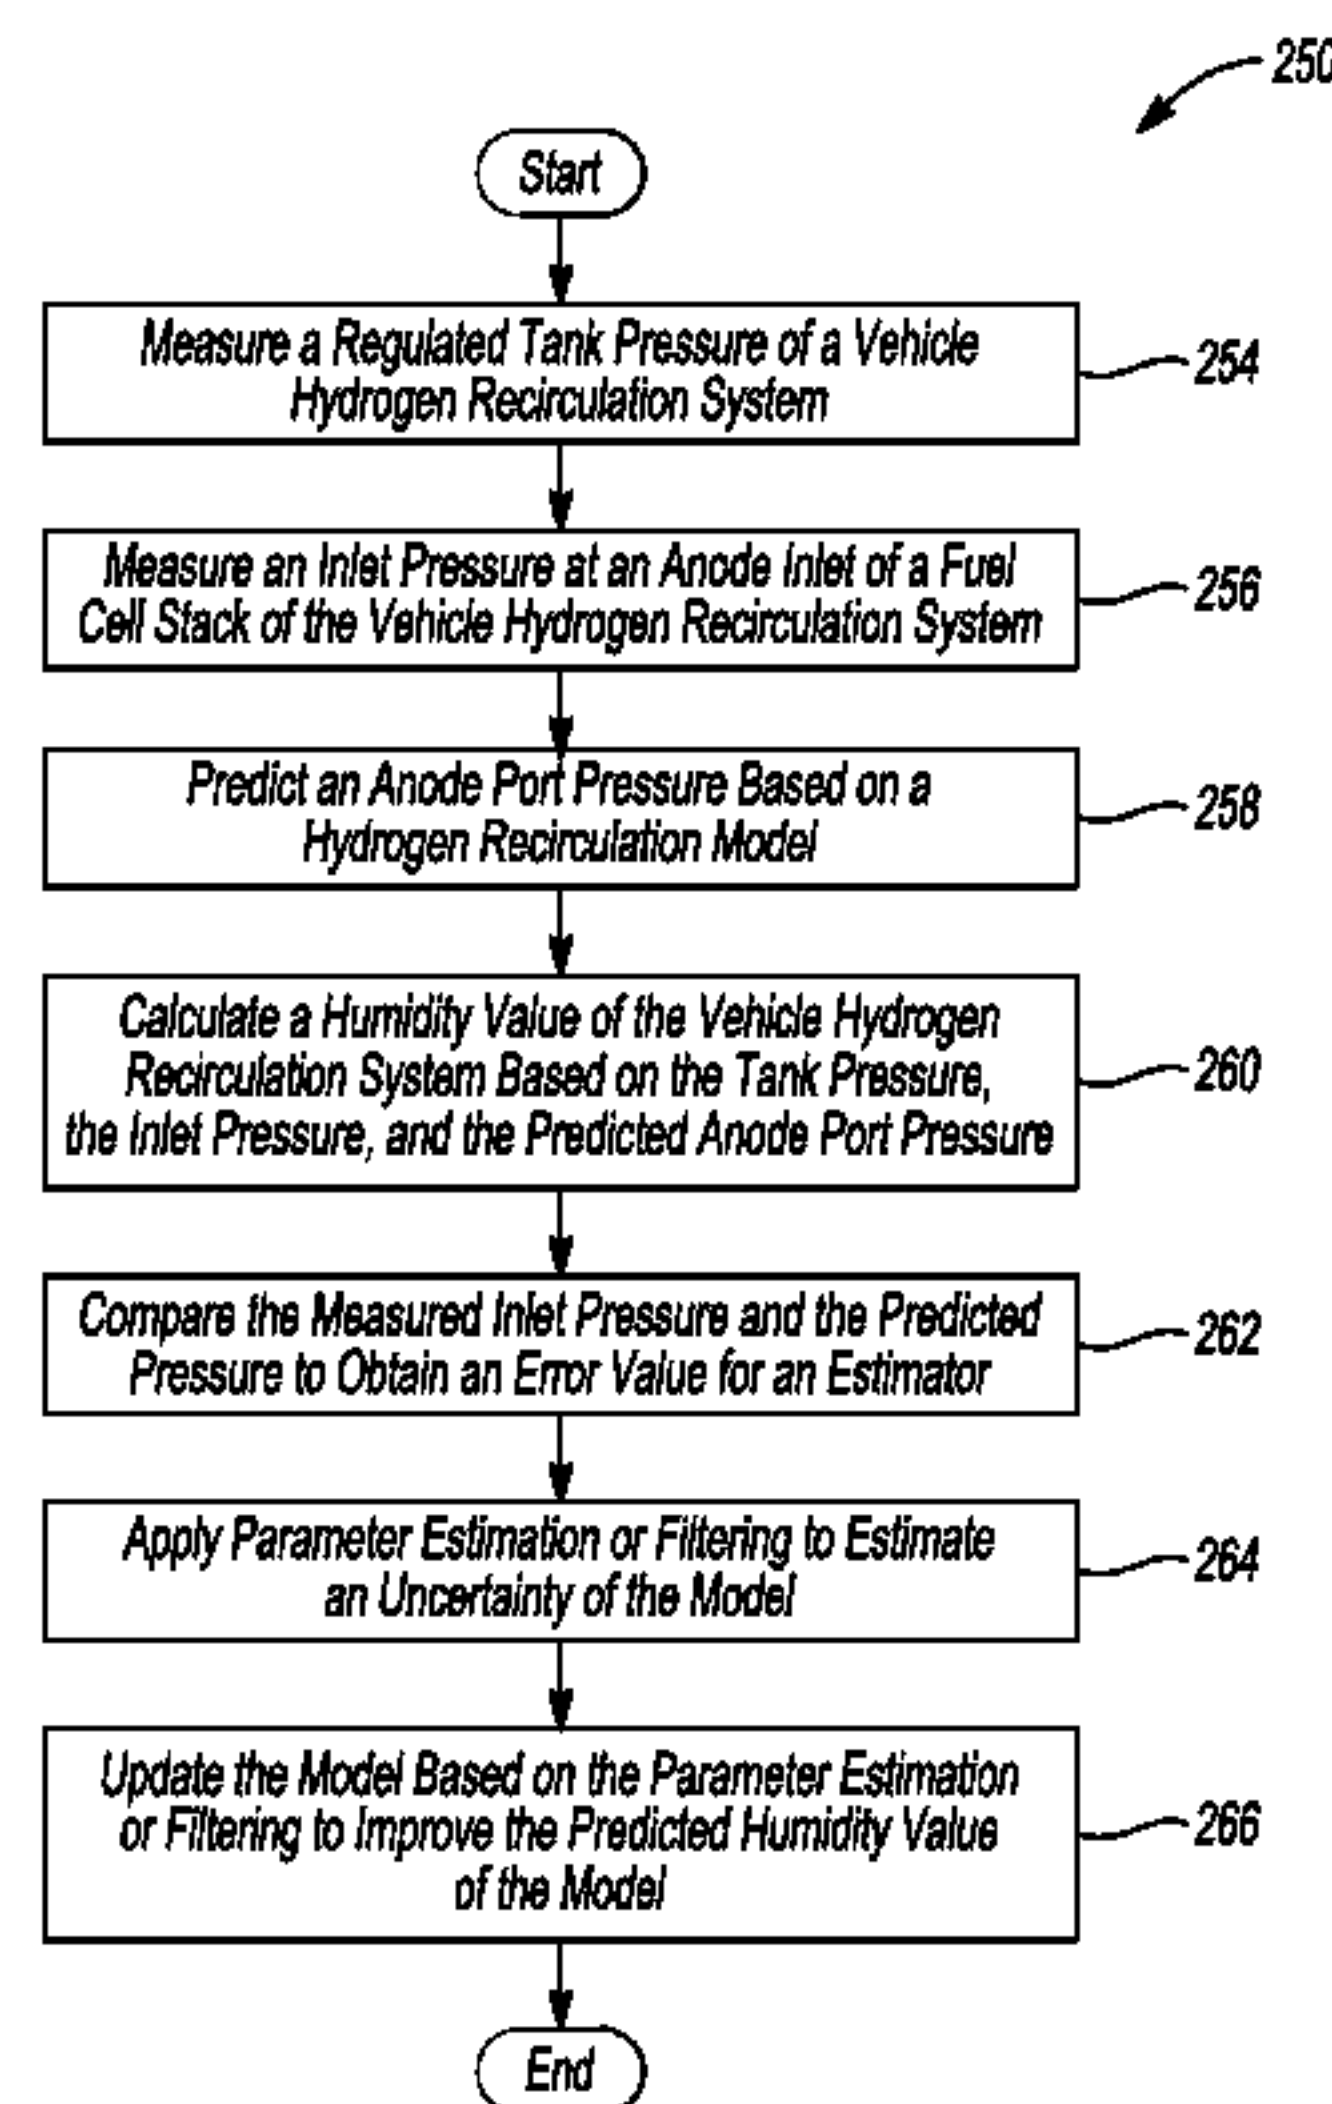 250
Start
Measure a Regulated Tank Pressure of a Vehicle
Hydrogen Recirculation System
254
Measure an Inlet Pressure at an Anode Inlet of a Fuel
Cell Stack of the Vehicle Hydrogen Recirculation System
256
Predict an Anode Port Pressure Based on a
Hydrogen Recirculation Model
258
Calculate a Humidity Value of the Vehicle Hydrogen
Recirculation System Based on the Tank Pressure,
the Inlet Pressure, and the Predicted Anode Port Pressure
260
Compare the Measured Inlet Pressure and the Predicted
Pressure to Obtain an Error Value for an Estimator
262
Apply Parameter Estimation or Filtering to Estimate
an Uncertainty of the Model
264
Update the Model Based on the Parameter Estimation
or Filtering to Improve the Predicted Humidity Value
of the Model
266
End